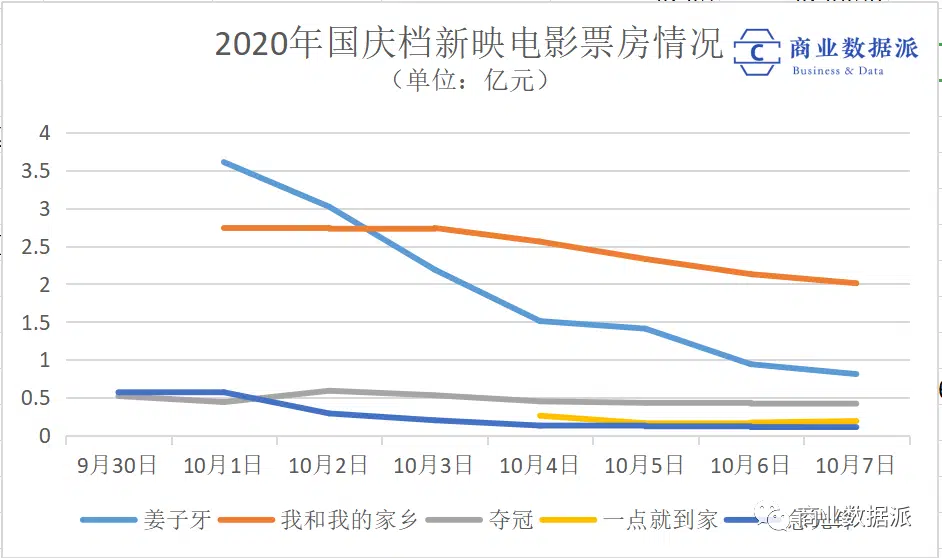 2020年国庆档新映电影票房情况
(单位：亿元)
商业数据派
Business & Data
4
3.5
3
2.5
2
1.5
1
0.5
0
9月30日 10月1日 10月2日 10月3日 10月4日 10月5日 10月6日 10月7日
姜子牙 我和我的家乡 夺冠 一点就到家
商业数据派